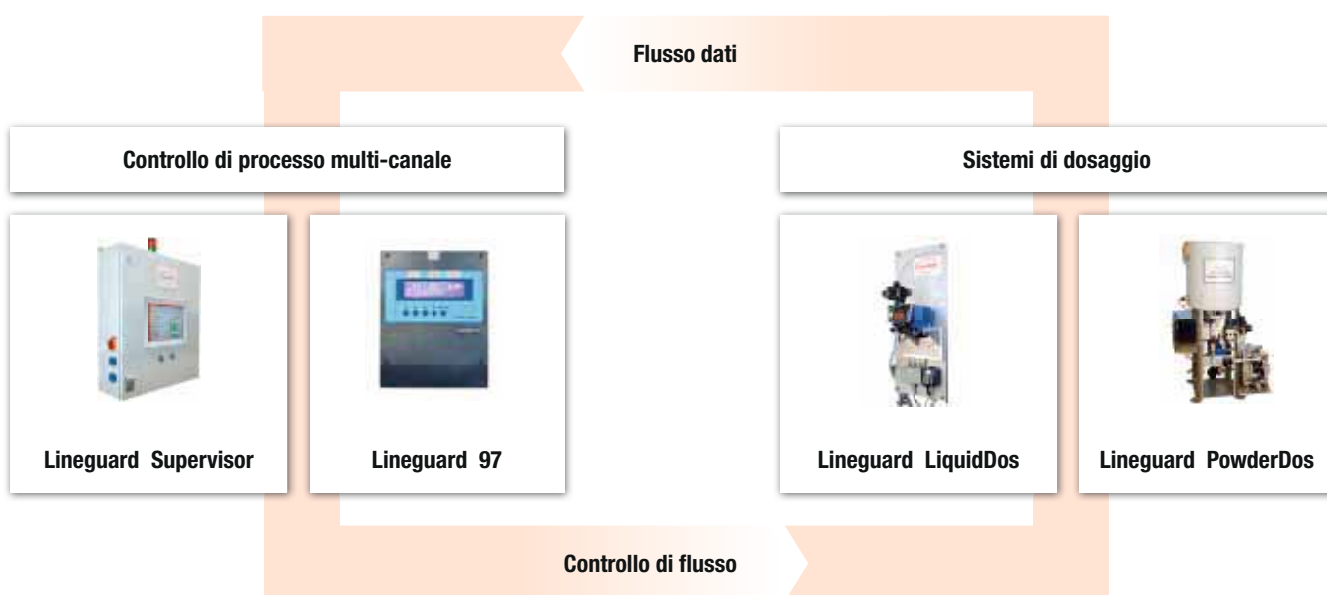 Flusso dati
Controllo di processo multi-canale
Sistemi di dosaggio
Lineguard Supervisor
Lineguard 97
Lineguard LiquidDos
Lineguard PowderDos
Controllo di flusso